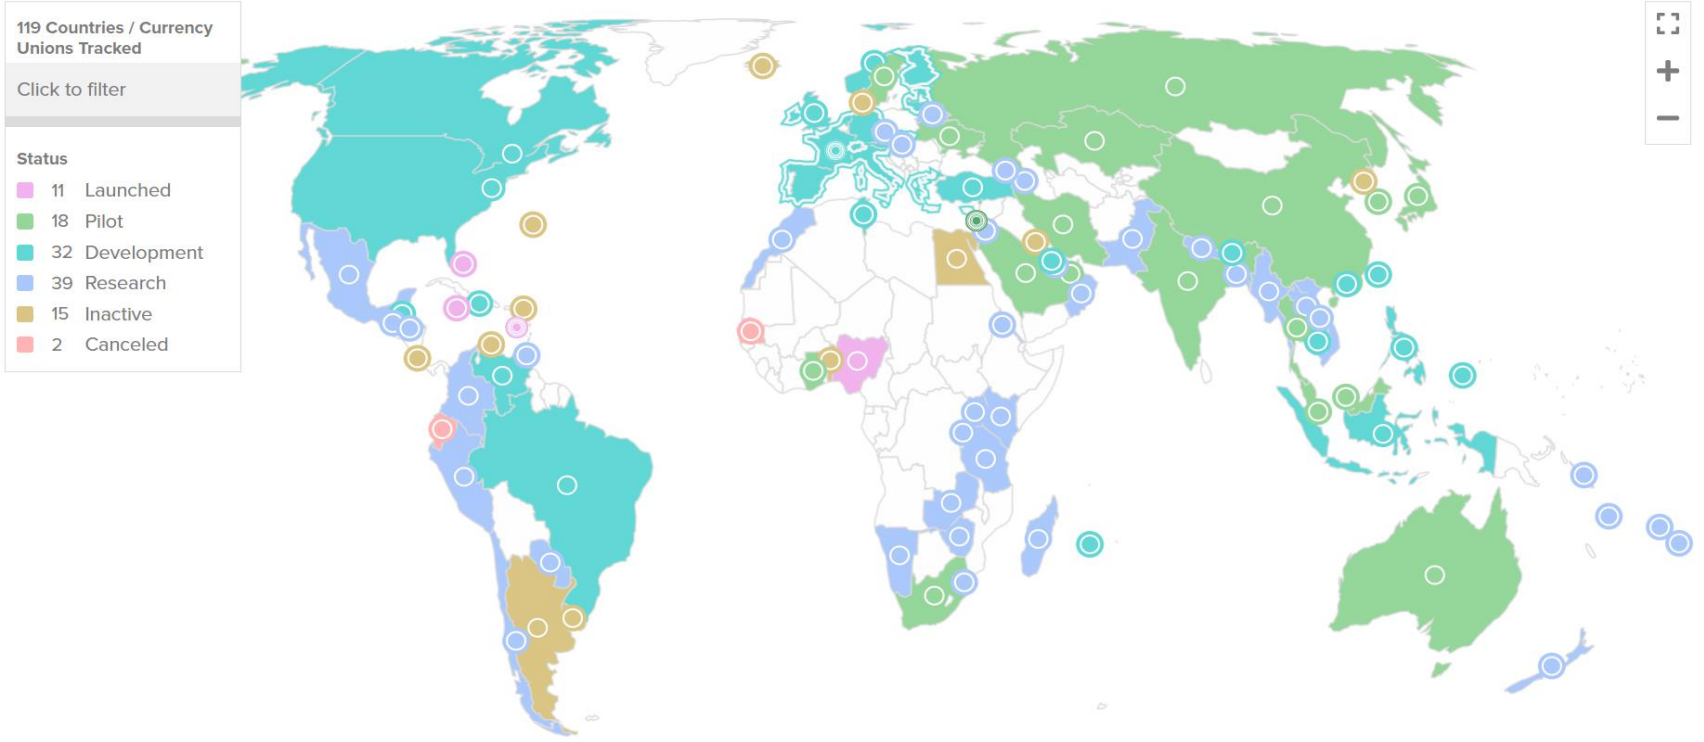 119 Countries / Currency
Unions Tracked
Click to filter
Status
11 Launched
18 Pilot
32 Development
39 Research
15 Inactive
2 Canceled